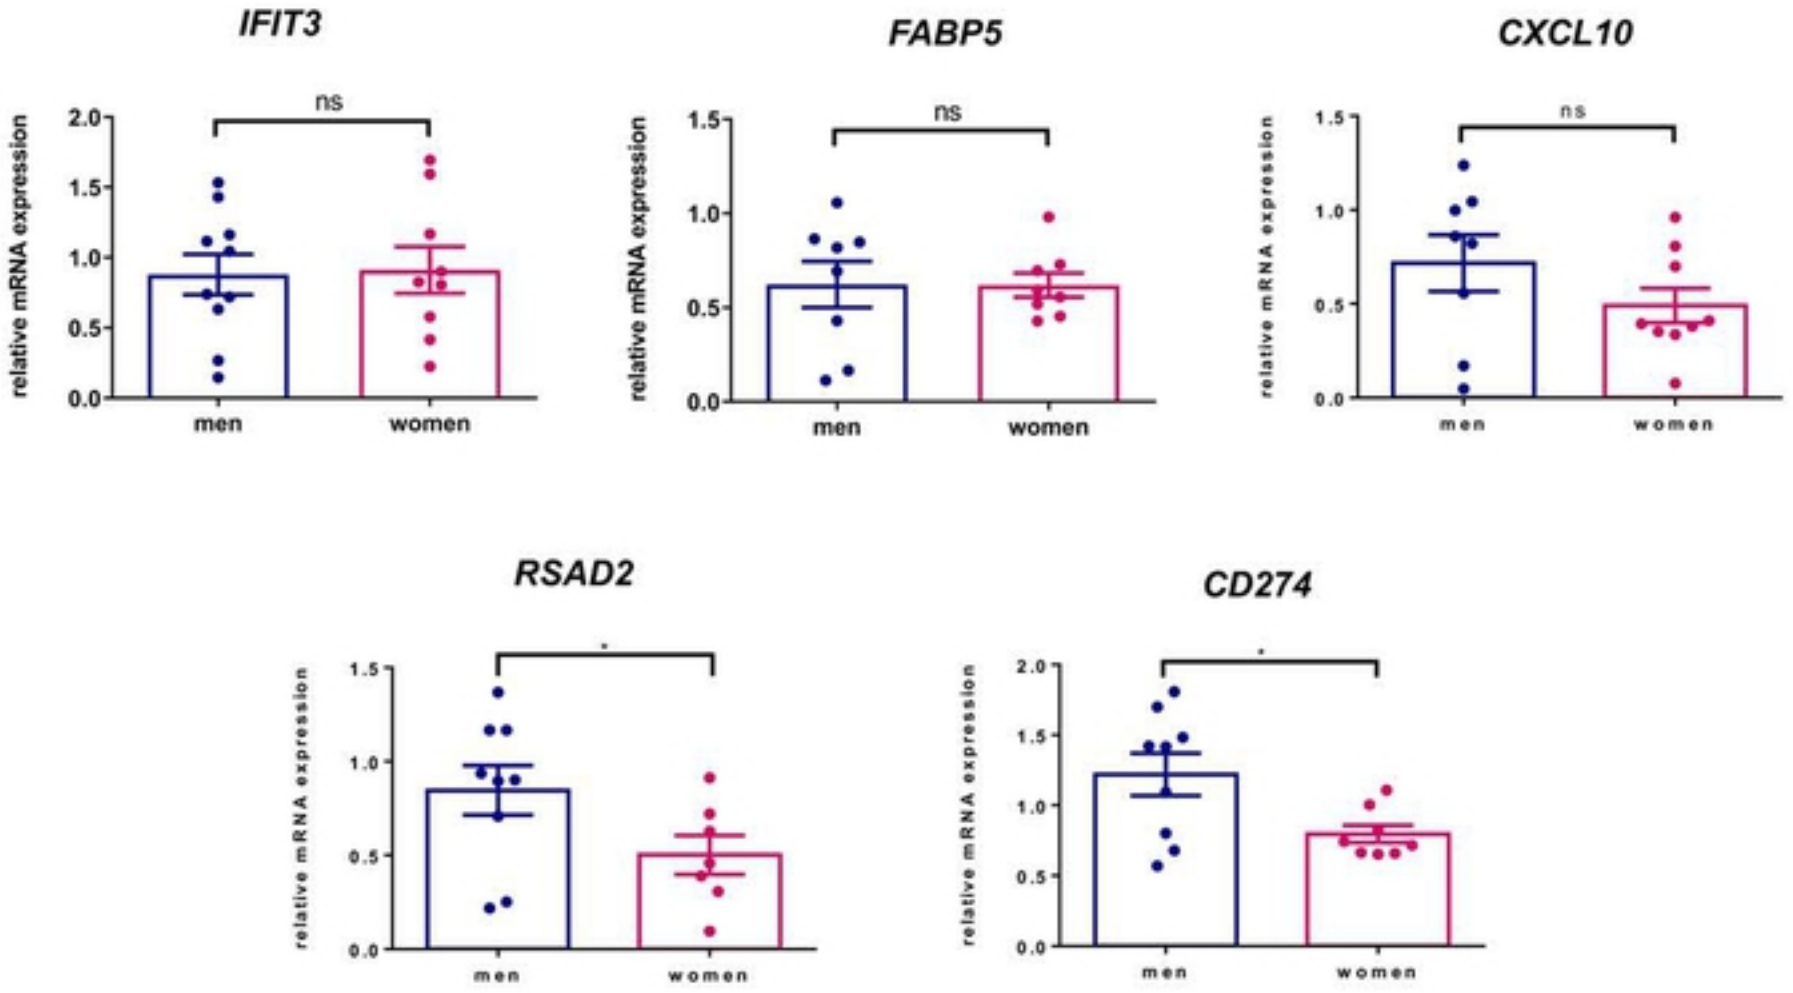 IFIT3
relative mRNA expression
2.0
1.5
1.0
0.5
0.0
ns
men
women
FABP5
relative mRNA expression
1.5
1.0
0.5
0.0
ns
men
women
CXCL10
relative mRNA expression
1.5
1.0
0.5
0.0
ns
men
women
RSAD2
relative mRNA expression
1.5
1.0
0.5
0.0
*
men
women
CD274
relative mRNA expression
2.0
1.5
1.0
0.5
0.0
*
men
women